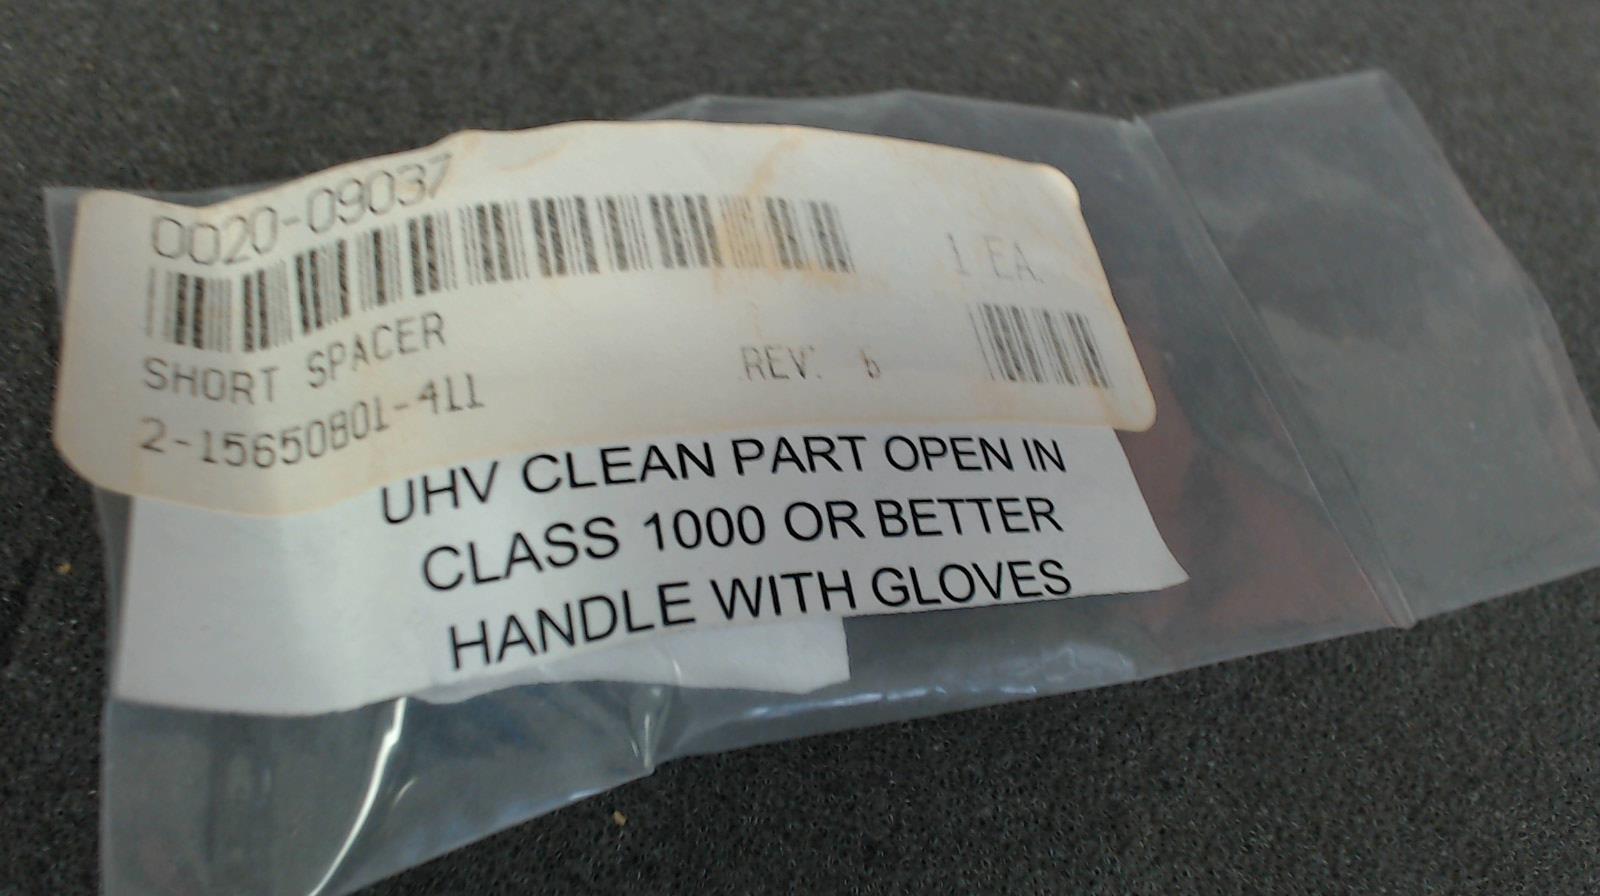 0020-09037
1 EA.
SHORT SPACER
REV: 6
2-15650801-411
UHV CLEAN PART OPEN IN
CLASS 1000 OR BETTER
HANDLE WITH GLOVES